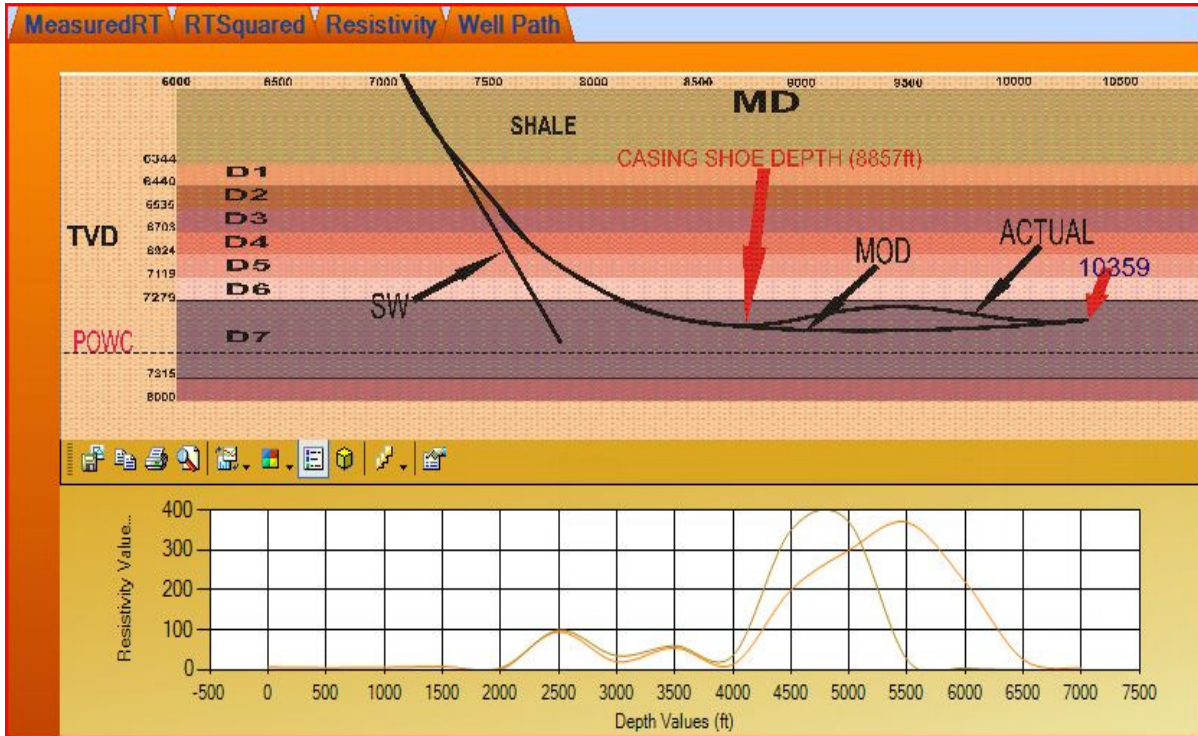 MeasuredRT RTSquared Resistivity Well Path
6000 6500 7000 7500 8000 8500 9000 9500 10000 10500
MD
SHALE
6344
CASING SHOE DEPTH (8857ft)
D1
6440
D2
6535
D3
6703
TVD
D4
ACTUAL
6924
MOD
D5
10359
7119
D6
7279
SW
POWC
D7
7315
8000
400
300
200
100
0
Resistivity Value...
-500 0 500 1000 1500 2000 2500 3000 3500 4000 4500 5000 5500 6000 6500 7000 7500
Depth Values (ft)